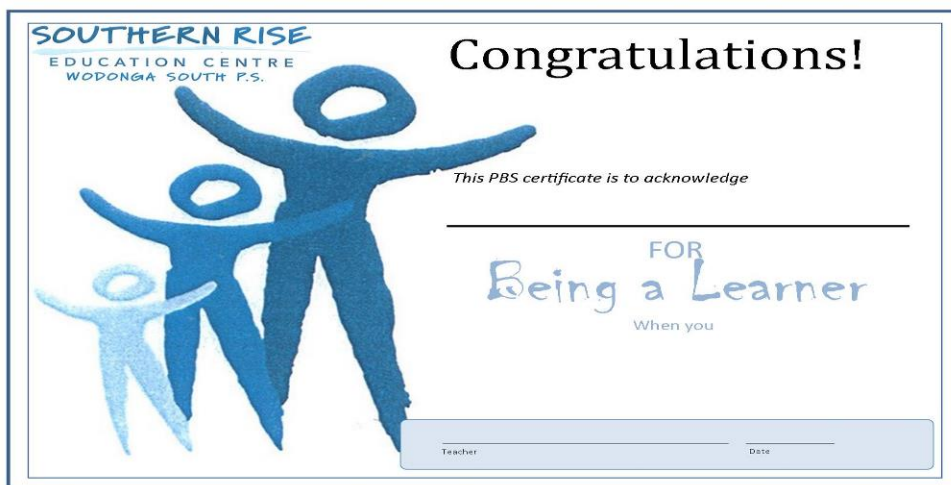 SOUTHERN RISE
EDUCATION CENTRE
WODONGA SOUTH P.S.
Congratulations!
This PBS certificate is to acknowledge
FOR
Being a Learner
When you
Teacher Date